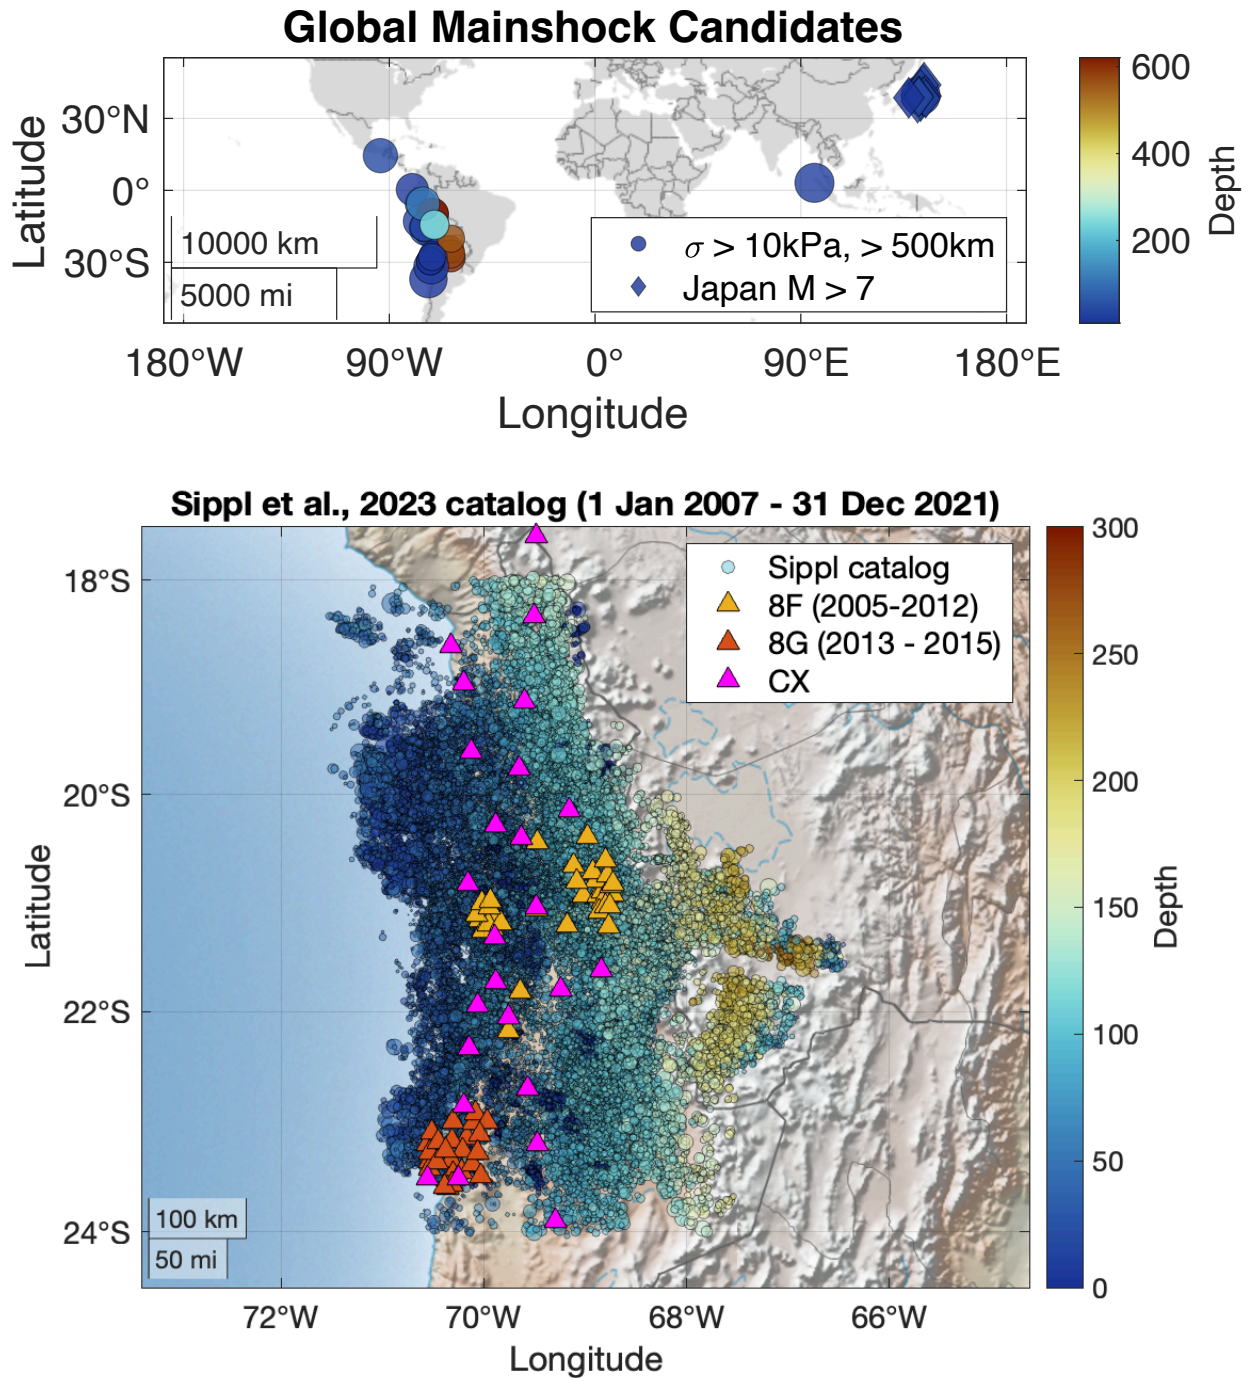 Global Mainshock Candidates
600
400
200
Depth
30°N
0°
30°S
Latitude
10000 km
5000 mi
σ > 10kPa, > 500km
Japan M > 7
180°W
90°W
0°
90°E
180°E
Longitude
Sippl et al., 2023 catalog (1 Jan 2007 - 31 Dec 2021)
18°S
20°S
22°S
24°S
Latitude
Sippl catalog
8F (2005-2012)
8G (2013 - 2015)
CX
300
250
200
150
100
50
0
Depth
100 km
50 mi
72°W
70°W
68°W
66°W
Longitude